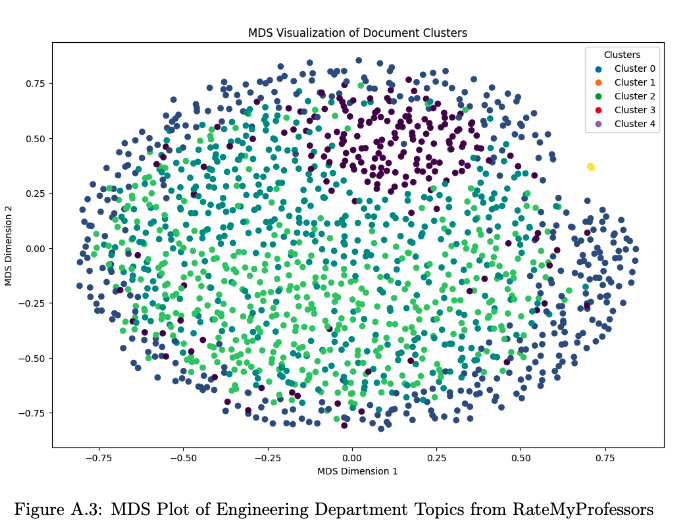 MDS Visualization of Document Clusters
Clusters
Cluster 0
Cluster 1
Cluster 2
Cluster 3
Cluster 4
0.75
0.50
0.25
0.00
−0.25
−0.50
−0.75
MDS Dimension 2
−0.75
−0.50
−0.25
0.00
0.25
0.50
0.75
MDS Dimension 1
Figure A.3: MDS Plot of Engineering Department Topics from RateMyProfessors